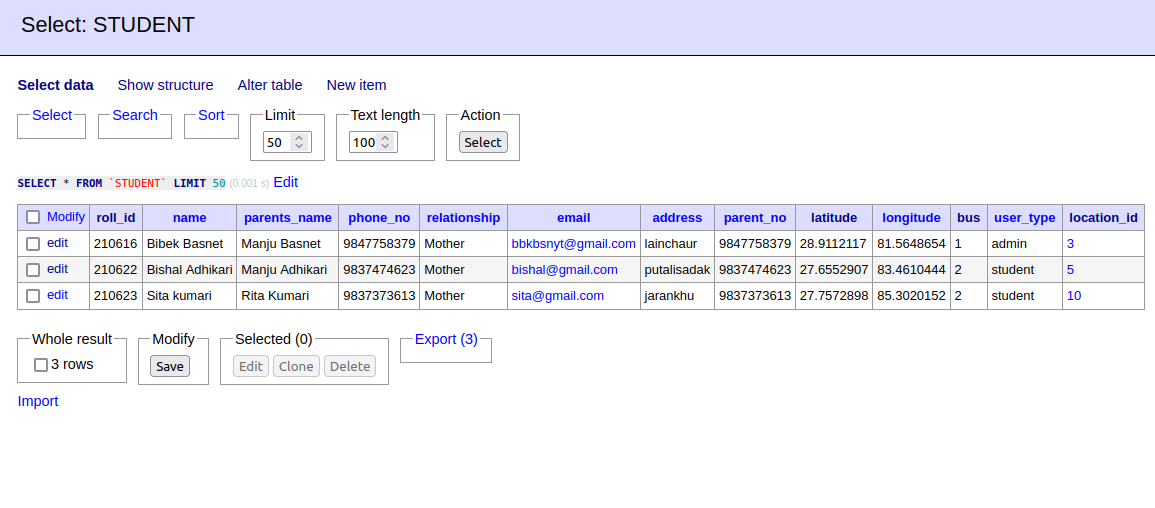 Select: STUDENT
Select data Show structure Alter table New item
Select Search Sort Limit Text length Action
50 100 Select
SELECT * FROM `STUDENT` LIMIT 50 (0.001 s) Edit
Modify roll_id name parents_name phone_no relationship email address parent_no latitude longitude bus user_type location_id
edit 210616 Bibek Basnet Manju Basnet 9847758379 Mother bbkbsnyt@gmail.com lainchaur 9847758379 28.9112117 81.5648654 1 admin 3
edit 210622 Bishal Adhikari Manju Adhikari 9837474623 Mother bishal@gmail.com putalisadak 9837474623 27.6552907 83.4610444 2 student 5
edit 210623 Sita kumari Rita Kumari 9837373613 Mother sita@gmail.com jarankhu 9837373613 27.7572898 85.3020152 2 student 10
Whole result Modify Selected (0) Export (3)
3 rows Save Edit Clone Delete
Import